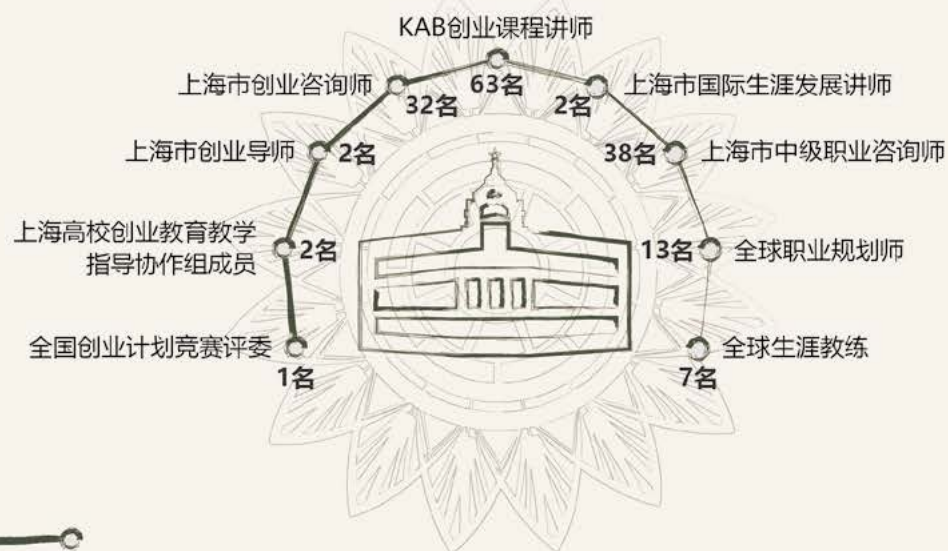 KAB创业课程讲师
63名
上海市创业咨询师
32名
上海市国际生涯发展讲师
2名
上海市创业导师
2名
上海市中级职业咨询师
38名
上海高校创业教育教学
指导协作组成员
2名
全球职业规划师
13名
全国创业计划竞赛评委
1名
全球生涯教练
7名